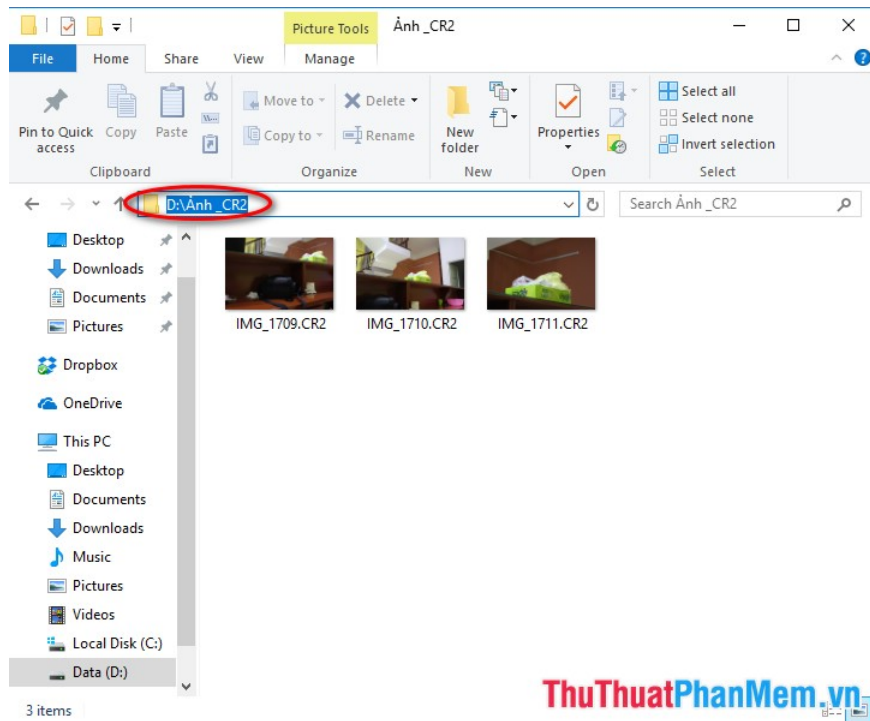 Picture Tools Ảnh _CR2
File Home Share View Manage
Pin to Quick access
Copy
Paste
Move to
Copy to
Delete
Rename
New folder
Properties
Select all
Select none
Invert selection
Clipboard Organize New Open Select
D:\Ảnh _CR2
Search Ảnh _CR2
Desktop
Downloads
Documents
Pictures
Dropbox
OneDrive
This PC
Desktop
Documents
Downloads
Music
Pictures
Videos
Local Disk (C:)
Data (D:)
IMG_1709.CR2 IMG_1710.CR2 IMG_1711.CR2
ThuThuatPhanMem.vn
3 items